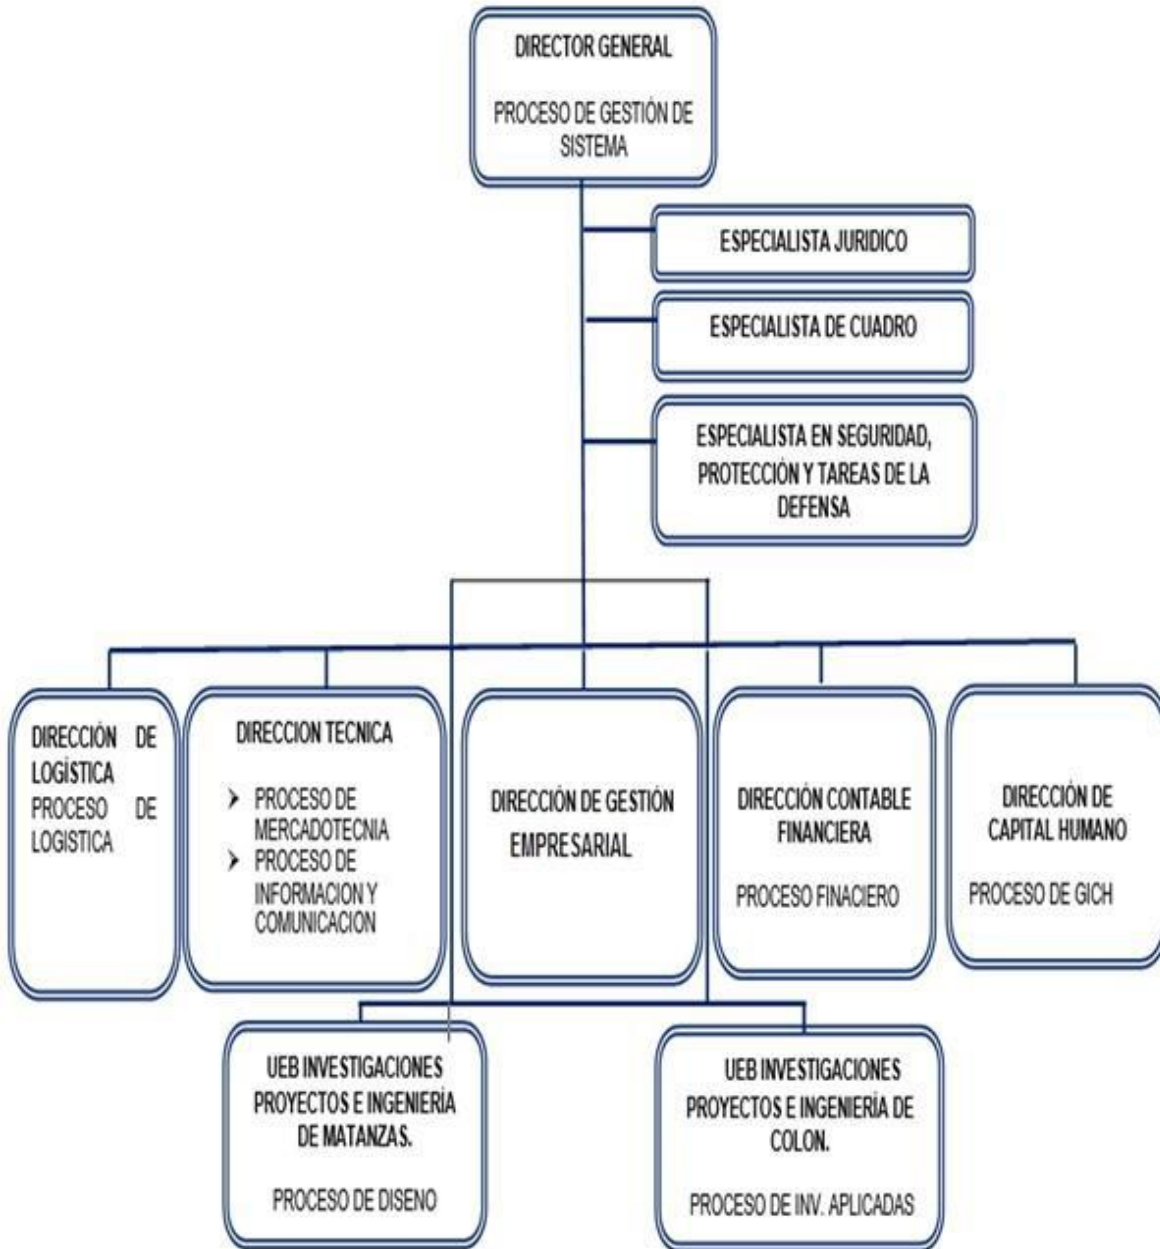 DIRECTOR GENERAL
PROCESO DE GESTIÓN DE
SISTEMA
ESPECIALISTA JURIDICO
ESPECIALISTA DE CUADRO
ESPECIALISTA EN SEGURIDAD,
PROTECCIÓN Y TAREAS DE LA
DEFENSA
DIRECCIÓN DE
LOGÍSTICA
PROCESO DE
LOGISTICA
DIRECCION TECNICA
➤ PROCESO DE
MERCADOTECNIA
➤ PROCESO DE
INFORMACION Y
COMUNICACION
DIRECCIÓN DE GESTIÓN
EMPRESARIAL
DIRECCIÓN CONTABLE
FINANCIERA
PROCESO FINACIERO
DIRECCIÓN DE
CAPITAL HUMANO
PROCESO DE GICH
UEB INVESTIGACIONES
PROYECTOS E INGENIERÍA
DE MATANZAS.
PROCESO DE DISENO
UEB INVESTIGACIONES
PROYECTOS E INGENIERÍA DE
COLON.
PROCESO DE INV. APLICADAS